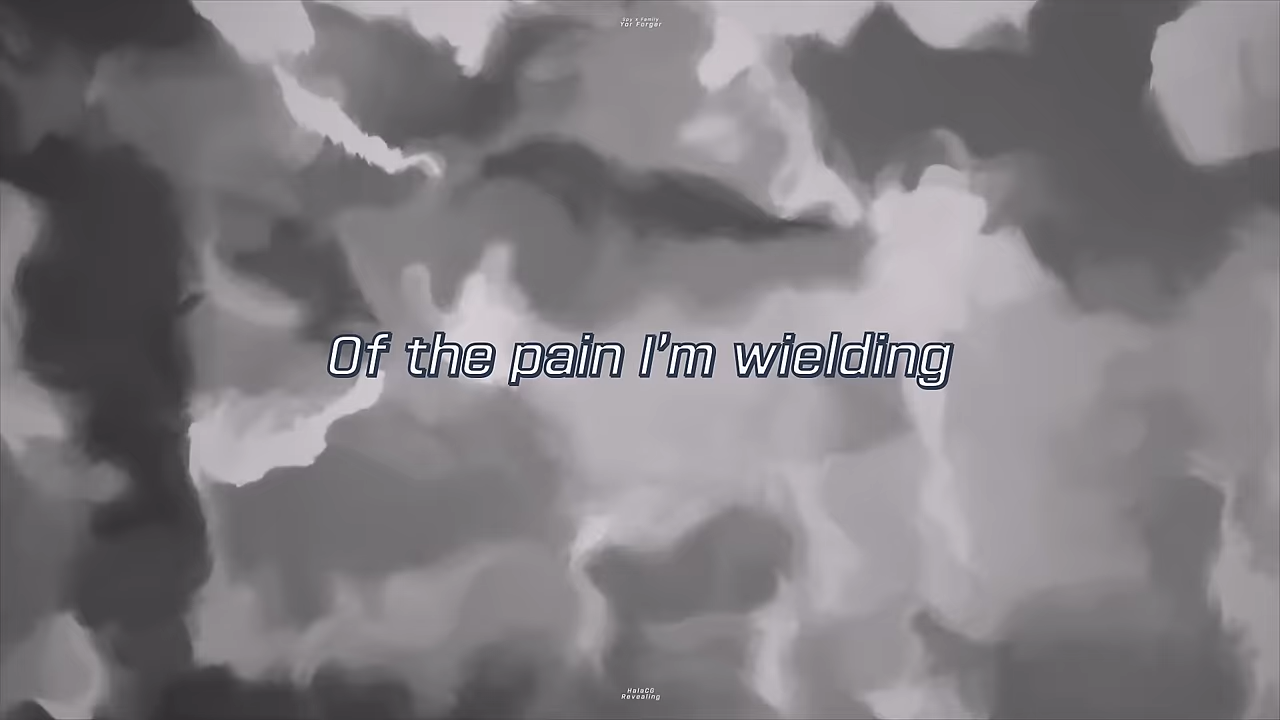 Spy x Family
Yor Forger
Of the pain I'm wielding
HalaCG
Revealing